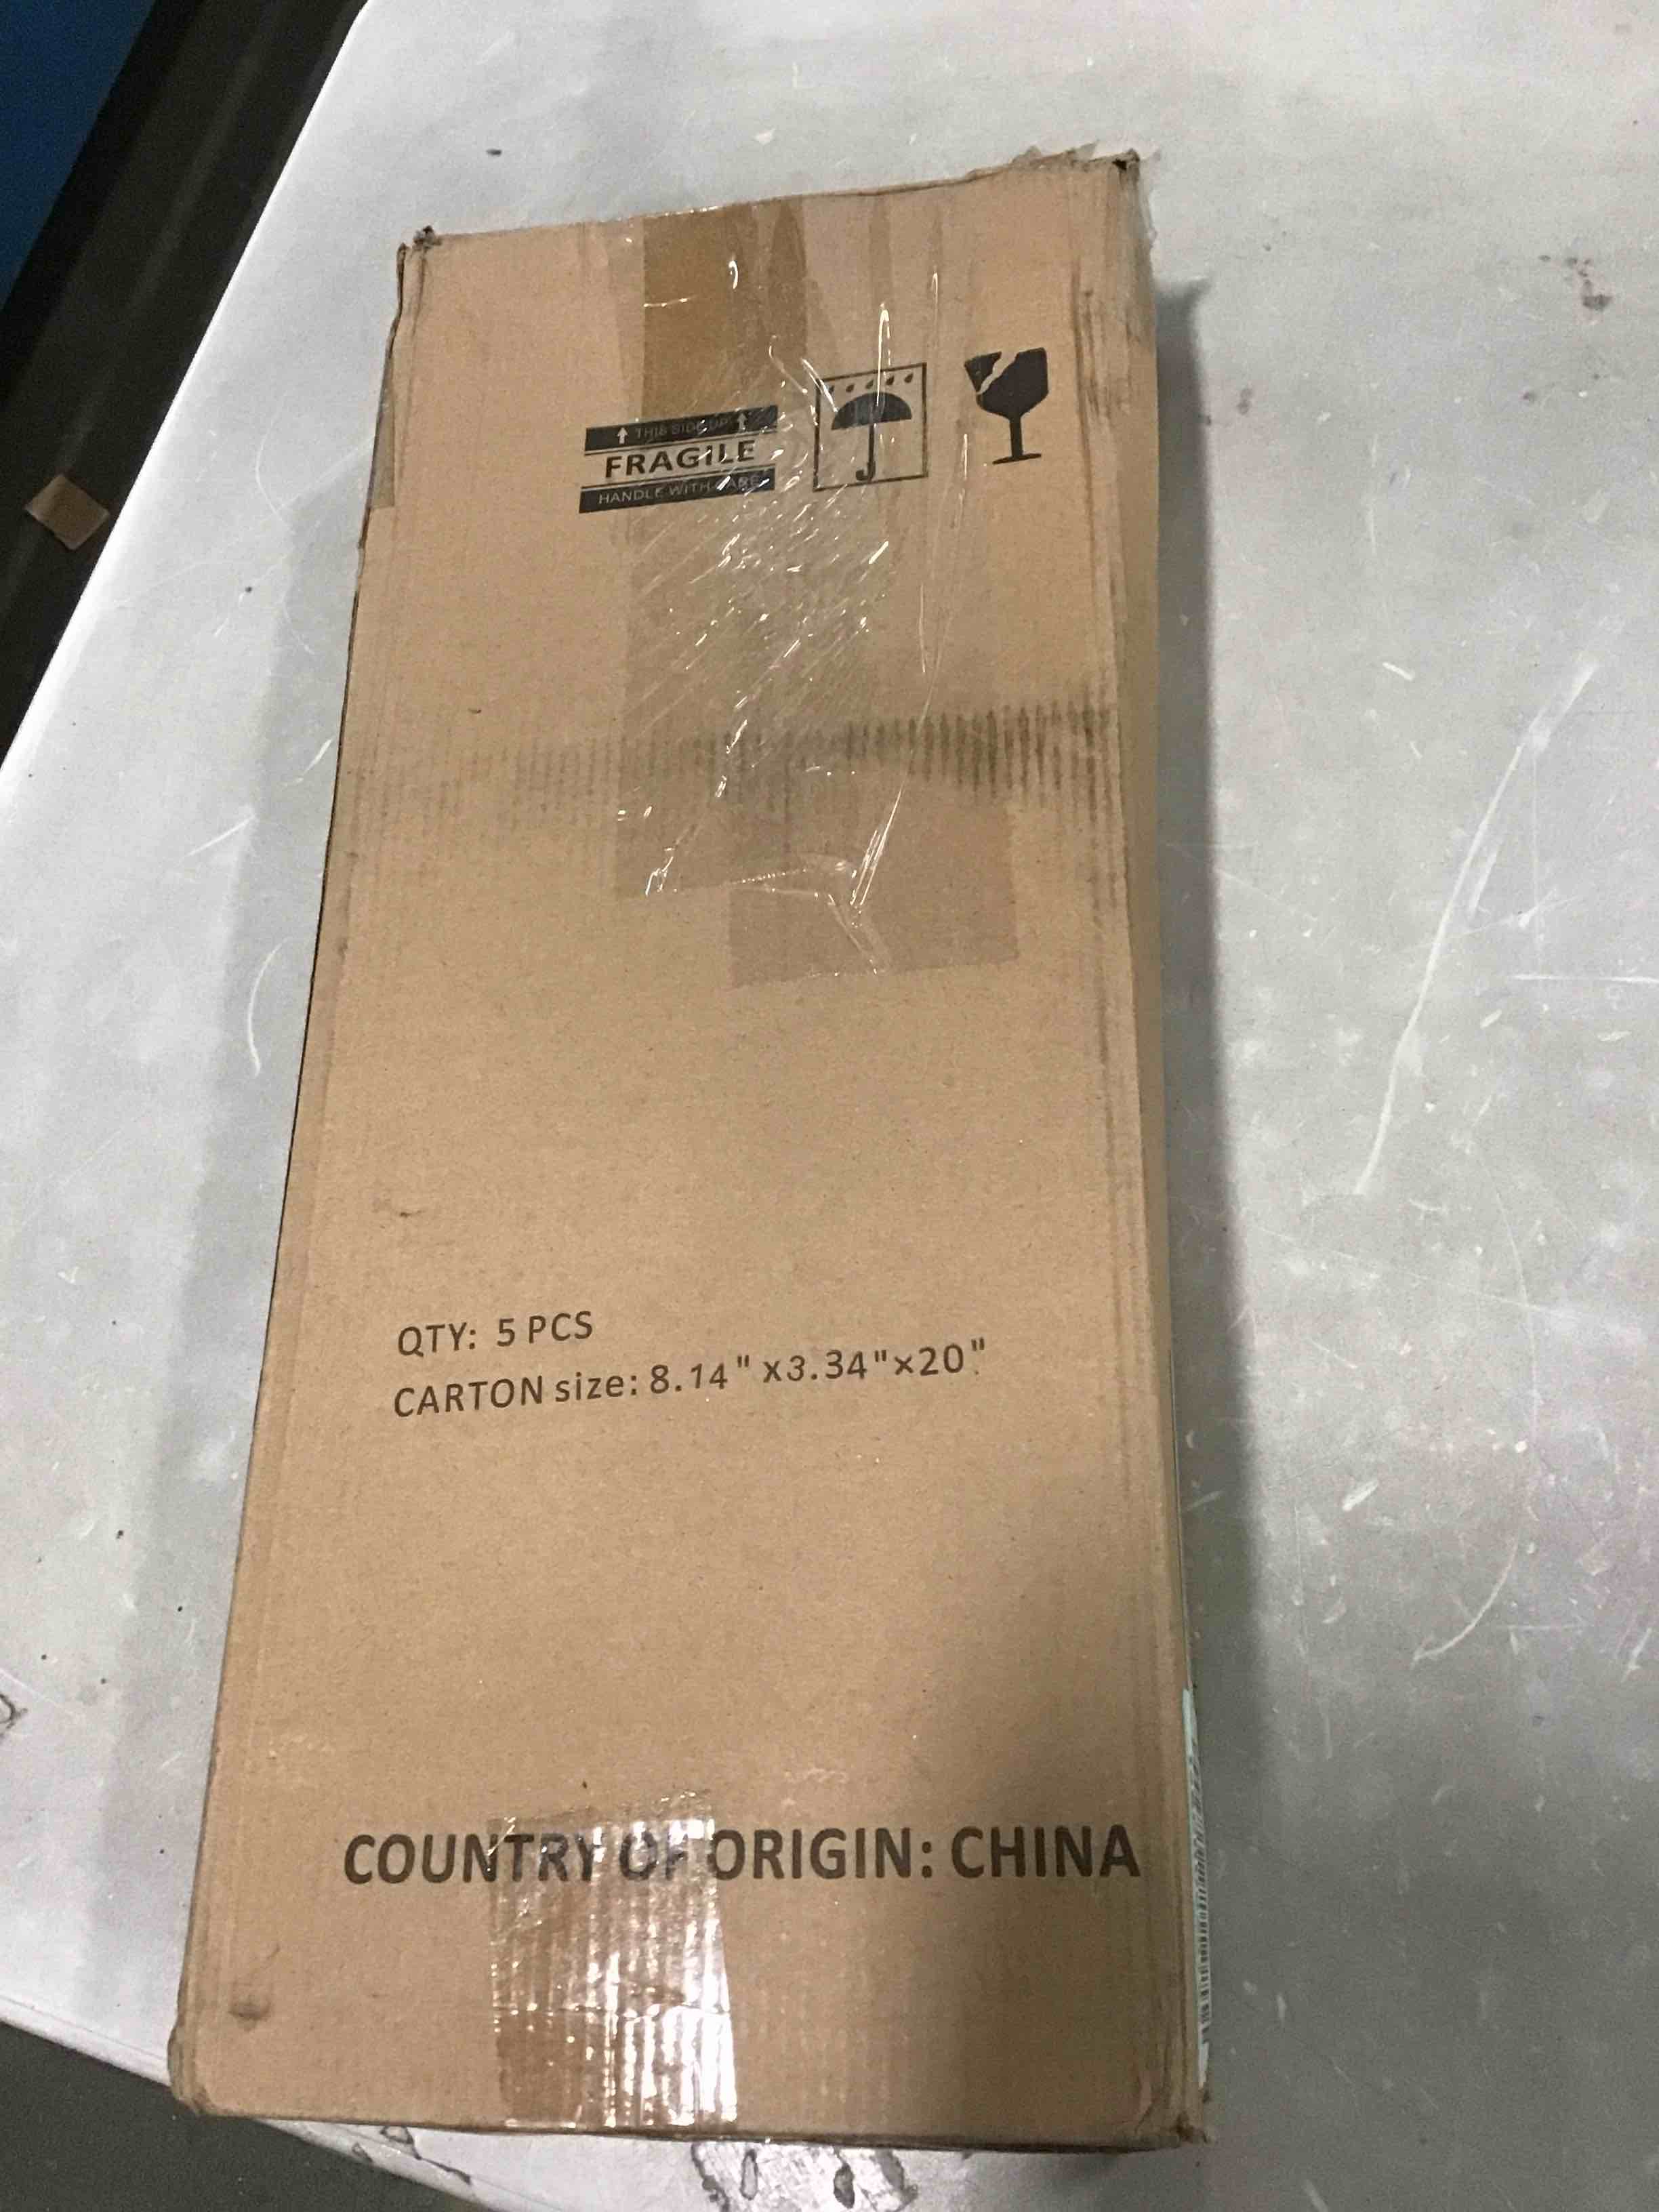 THIS SIDE UP
FRAGILE
HANDLE WITH CARE
QTY: 5 PCS
CARTON size: 8.14" x3.34"x20"
COUNTRY OF ORIGIN: CHINA